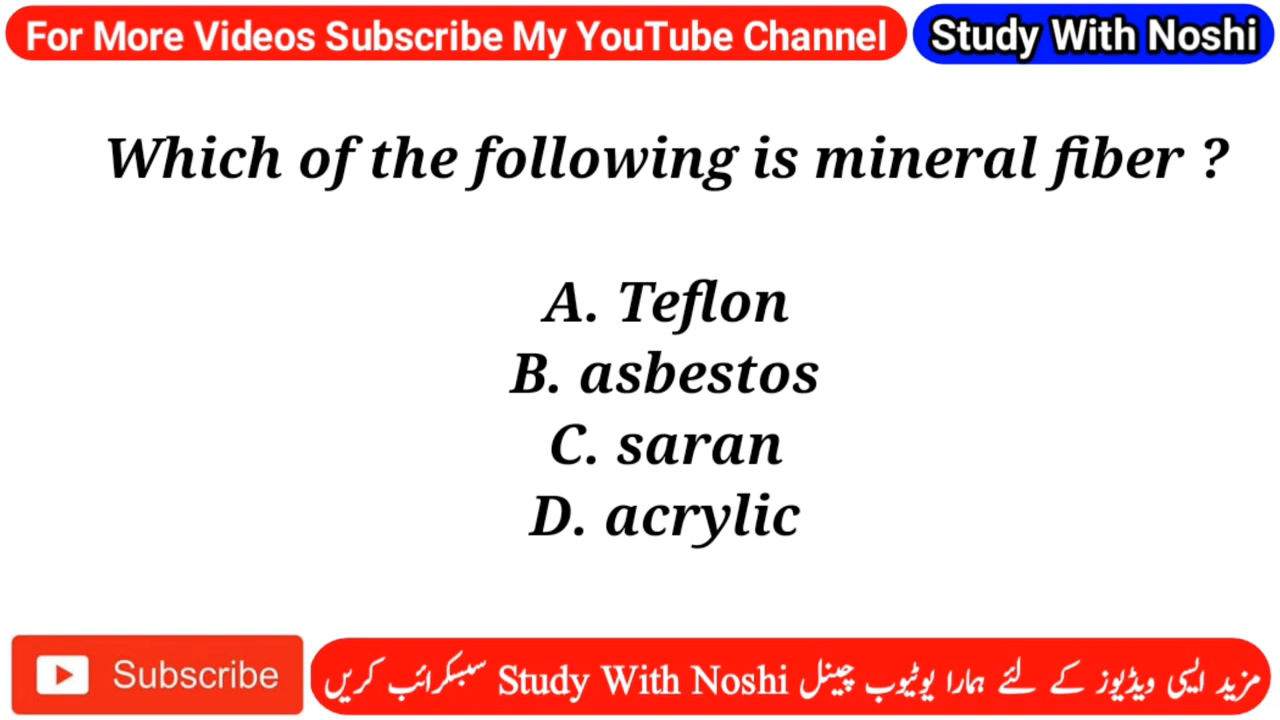 For More Videos Subscribe My YouTube Channel Study With Noshi
Which of the following is mineral fiber ?
A. Teflon
B. asbestos
C. saran
D. acrylic
Subscribe
مزید ایسی ویڈیوز کے لئے ہمارا یوٹیوب چینل Study With Noshi سبسکرائب کریں